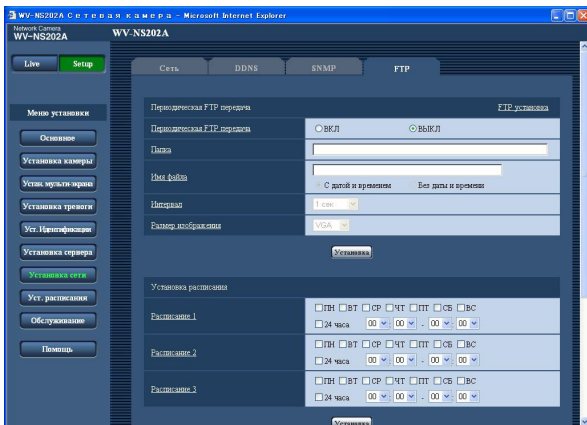 WV-NS202A Сетевая камера - Microsoft Internet Explorer
Network Camera
WV-NS202A
WV-NS202A
Live
Setup
Сеть
DDNS
SNMP
FTP
Меню установки
Основное
Установка камеры
Устан. мульти-экрана
Установка тревоги
Уст. Идентификации
Установка сервера
Установка сети
Уст. расписания
Обслуживание
Помощь
Периодическая FTP передача
FTP установка
Периодическая FTP передача
ВКЛ
ВЫКЛ
Папка
Имя файла
С датой и временем
Без даты и времени
Интервал
1 сек.
Размер изображения
VGA
Установка
Установка расписания
Расписание 1
ПН ВТ СР ЧТ ПТ СБ ВС
24 часа 00 : 00 - 00 : 00
Расписание 2
ПН ВТ СР ЧТ ПТ СБ ВС
24 часа 00 : 00 - 00 : 00
Расписание 3
ПН ВТ СР ЧТ ПТ СБ ВС
24 часа 00 : 00 - 00 : 00
Установка